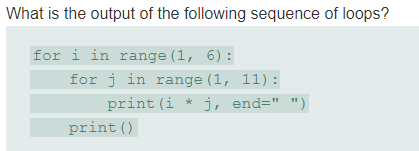 What is the output of the following sequence of loops?
for i in range(1, 6):
    for j in range(1, 11):
        print(i * j, end=" ")
    print()